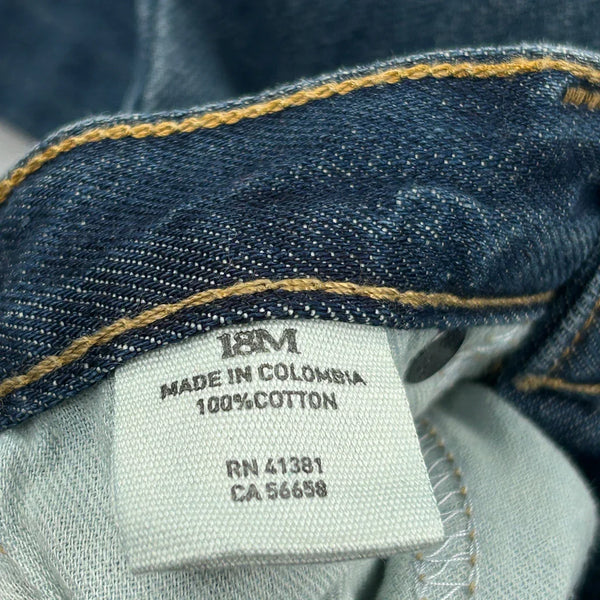 18M
MADE IN COLOMBIA
100%COTTON
RN 41381
CA 56658